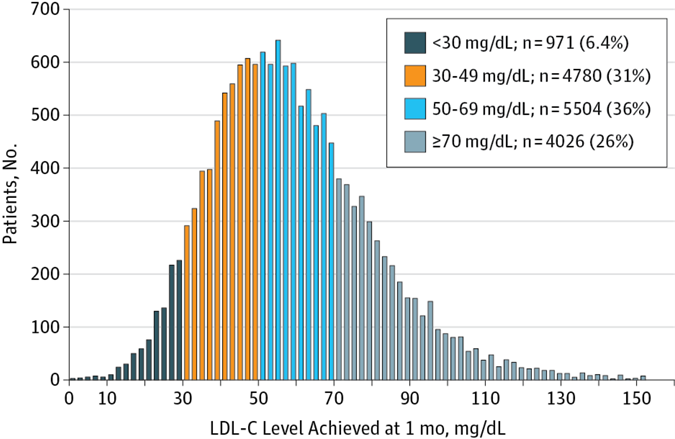 700
600
500
400
300
200
100
0
Patients, No.
<30 mg/dL; n=971 (6.4%)
30-49 mg/dL; n=4780 (31%)
50-69 mg/dL; n=5504 (36%)
≥70 mg/dL; n=4026 (26%)
0 10 30 50 70 90 110 130 150
LDL-C Level Achieved at 1 mo, mg/dL